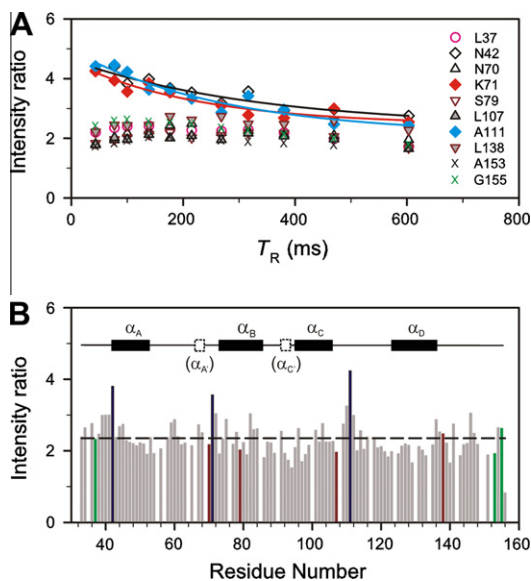 A
Intensity ratio
6
4
2
0
0 200 400 600 800
T_R (ms)
L37
N42
N70
K71
S79
L107
A111
L138
A153
G155
B
Intensity ratio
6
4
2
0
α_A α_B α_C α_D
(α_A') (α_C')
40 60 80 100 120 140 160
Residue Number